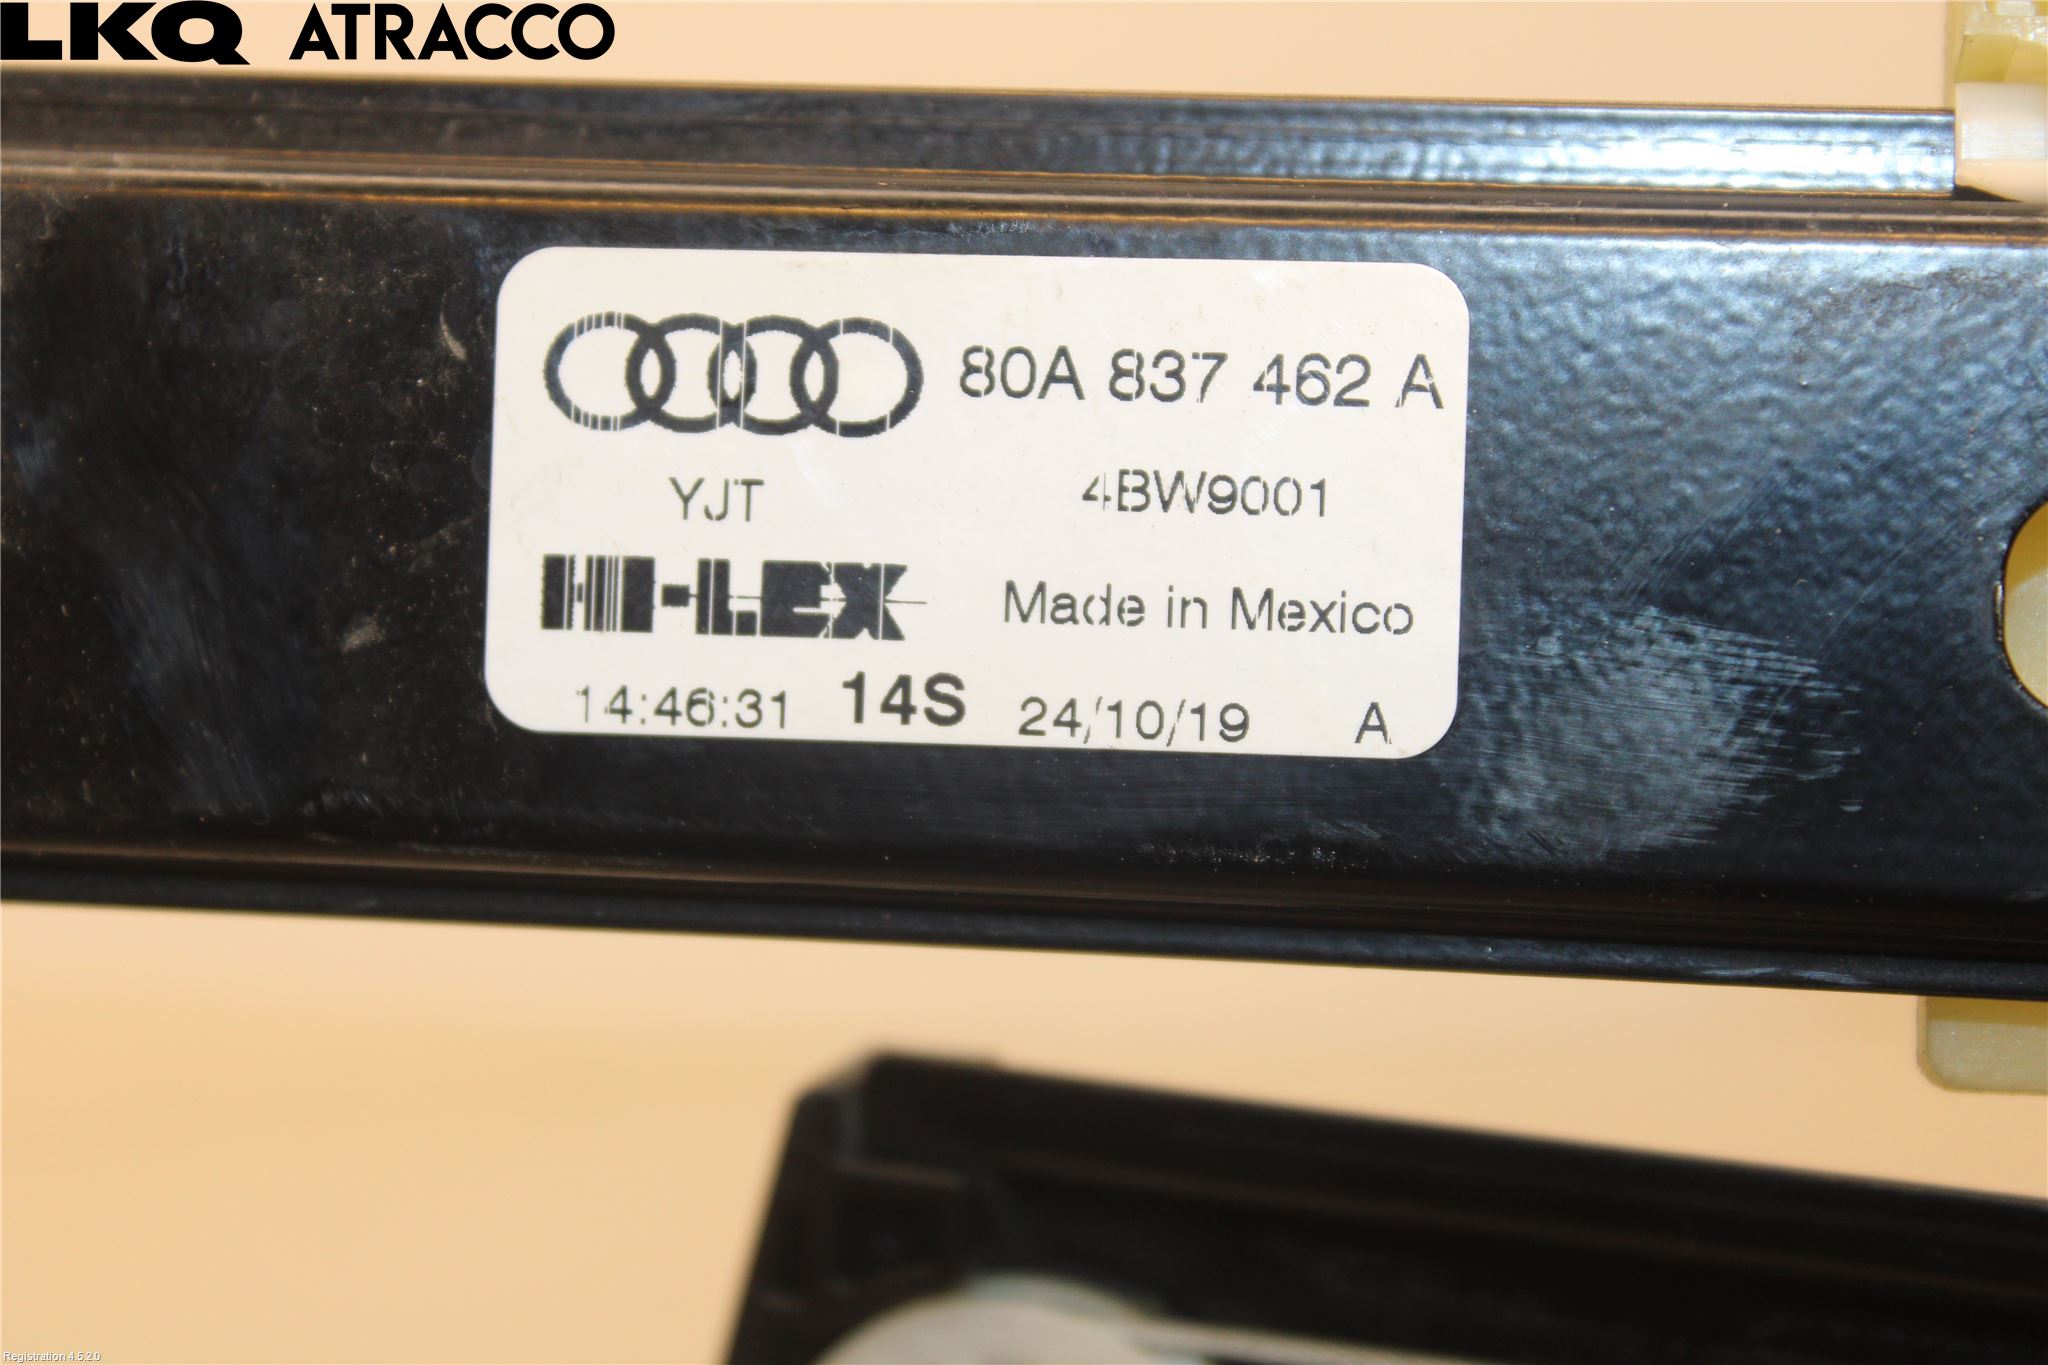 LKQ ATRACCO
80A 837 462 A
YJT 4BW9001
HI-LEX Made in Mexico
14:46:31 14S 24/10/19 A
Registration 4.5.2.0